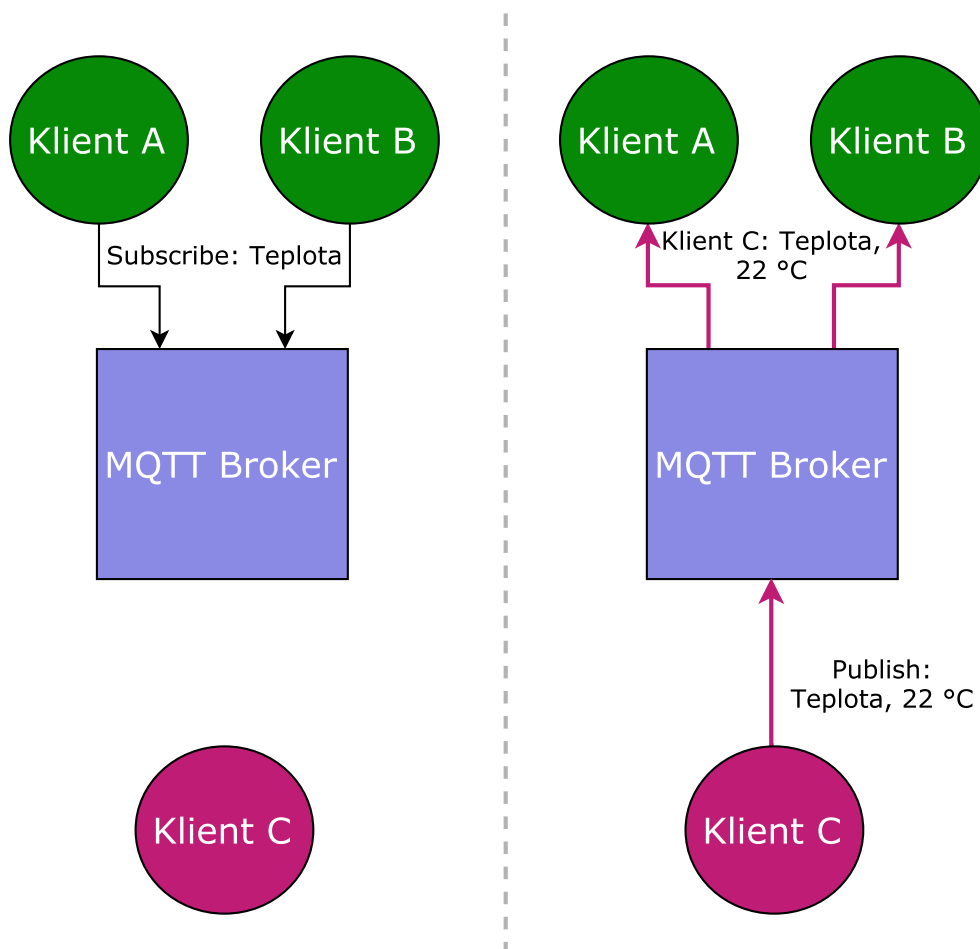 Klient A
Klient B
Subscribe: Teplota
MQTT Broker
Klient C
Klient A
Klient B
Klient C: Teplota,
22 °C
MQTT Broker
Publish:
Teplota, 22 °C
Klient C